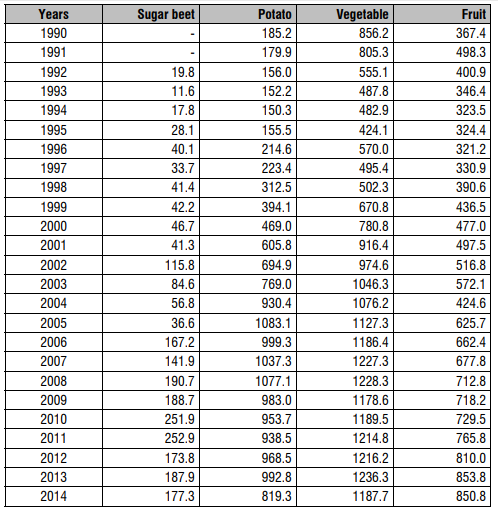 Years Sugar beet Potato Vegetable Fruit
1990 - 185.2 856.2 367.4
1991 - 179.9 805.3 498.3
1992 19.8 156.0 555.1 400.9
1993 11.6 152.2 487.8 346.4
1994 17.8 150.3 482.9 323.5
1995 28.1 155.5 424.1 324.4
1996 40.1 214.6 570.0 321.2
1997 33.7 223.4 495.4 330.9
1998 41.4 312.5 502.3 390.6
1999 42.2 394.1 670.8 436.5
2000 46.7 469.0 780.8 477.0
2001 41.3 605.8 916.4 497.5
2002 115.8 694.9 974.6 516.8
2003 84.6 769.0 1046.3 572.1
2004 56.8 930.4 1076.2 424.6
2005 36.6 1083.1 1127.3 625.7
2006 167.2 999.3 1186.4 662.4
2007 141.9 1037.3 1227.3 677.8
2008 190.7 1077.1 1228.3 712.8
2009 188.7 983.0 1178.6 718.2
2010 251.9 953.7 1189.5 729.5
2011 252.9 938.5 1214.8 765.8
2012 173.8 968.5 1216.2 810.0
2013 187.9 992.8 1236.3 853.8
2014 177.3 819.3 1187.7 850.8